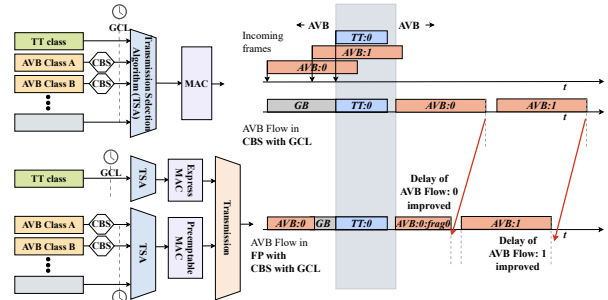 GCL
TT class
AVB Class A
CBS
AVB Class B
CBS
Transmission Selection
Algorithm (TSA)
MAC
Incoming
frames
AVB
AVB
TT:0
AVB:1
AVB:0
t
GB
TT:0
AVB:0
AVB:1
t
AVB Flow in
CBS with GCL
TT class
GCL
TSA
Express
MAC
AVB Class A
CBS
AVB Class B
CBS
TSA
Preemptable
MAC
Transmission
Delay of
AVB Flow: 0
improved
AVB:0
GB
TT:0
AVB:0:frag0
AVB:1
t
AVB Flow in
FP with
CBS with GCL
Delay of
AVB Flow: 1
improved